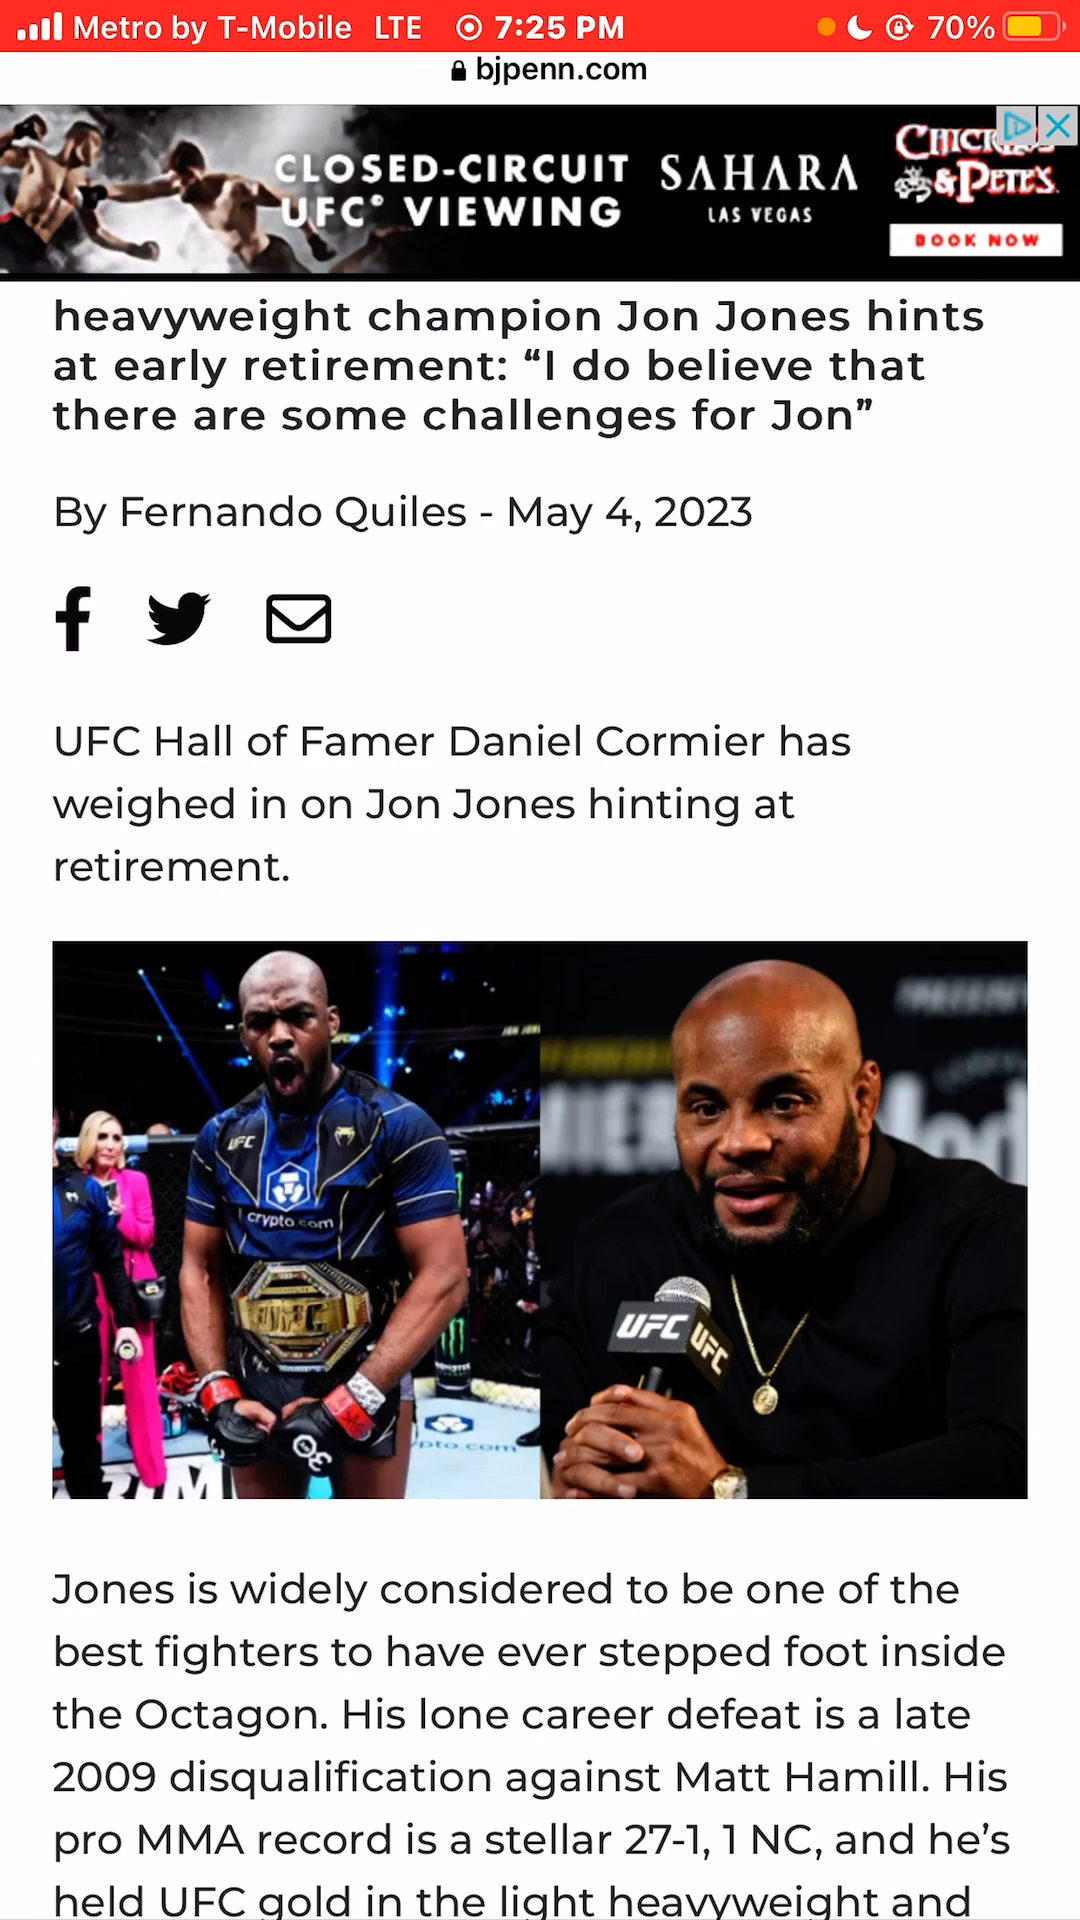 Metro by T-Mobile LTE 7:25 PM 70%
bjpenn.com
CLOSED-CIRCUIT
UFC® VIEWING
SAHARA
LAS VEGAS
& PETE'S
BOOK NOW
heavyweight champion Jon Jones hints
at early retirement: “I do believe that
there are some challenges for Jon”
By Fernando Quiles - May 4, 2023
UFC Hall of Famer Daniel Cormier has
weighed in on Jon Jones hinting at
retirement.
UFC
crypto.com
UFC
pto.com
UFC
UFC
Jones is widely considered to be one of the
best fighters to have ever stepped foot inside
the Octagon. His lone career defeat is a late
2009 disqualification against Matt Hamill. His
pro MMA record is a stellar 27-1, 1 NC, and he’s
held UFC gold in the light heavyweight and